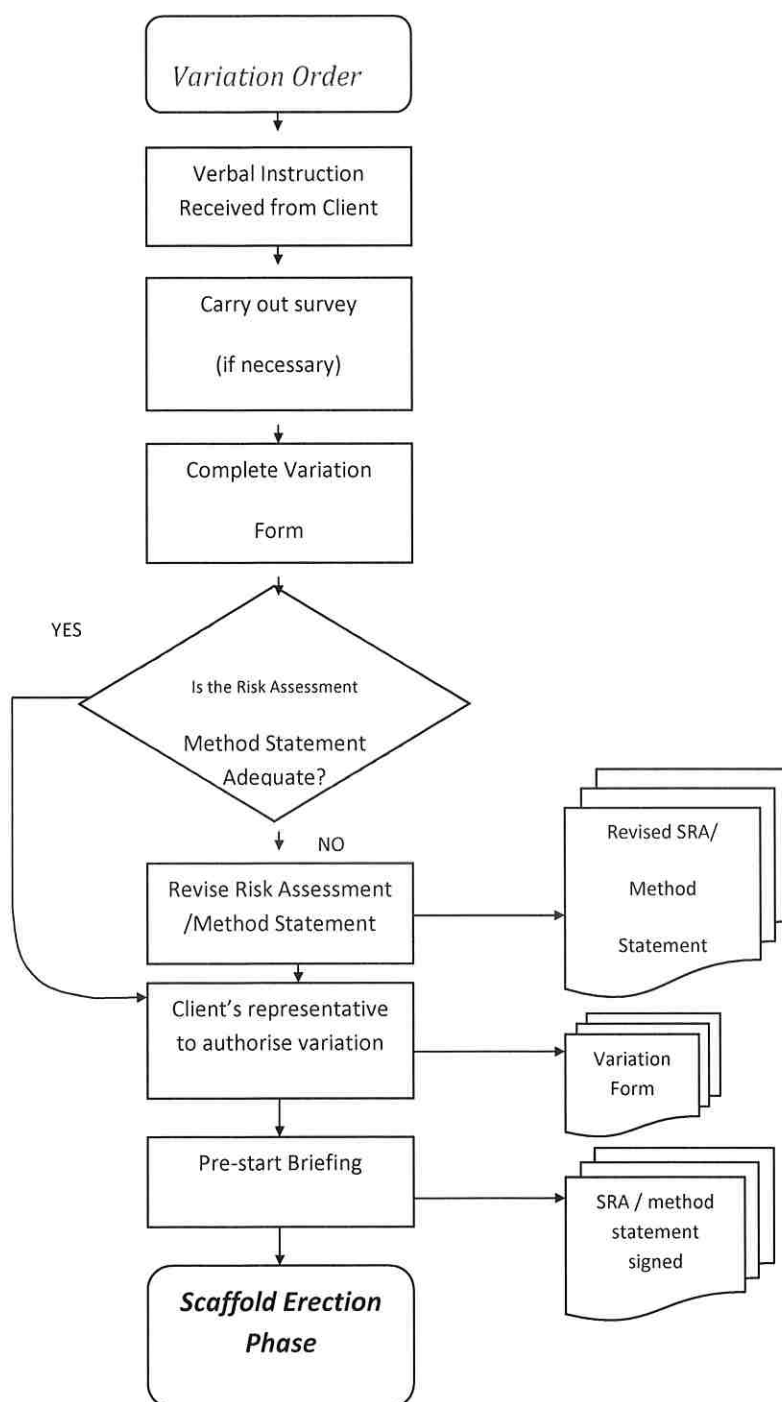 Variation Order
Verbal Instruction
Received from Client
Carry out survey
(if necessary)
Complete Variation
Form
YES
Is the Risk Assessment
Method Statement
Adequate?
NO
Revise Risk Assessment
/Method Statement
Revised SRA/
Method
Statement
Client's representative
to authorise variation
Variation
Form
Pre-start Briefing
SRA / method
statement
signed
Scaffold Erection
Phase